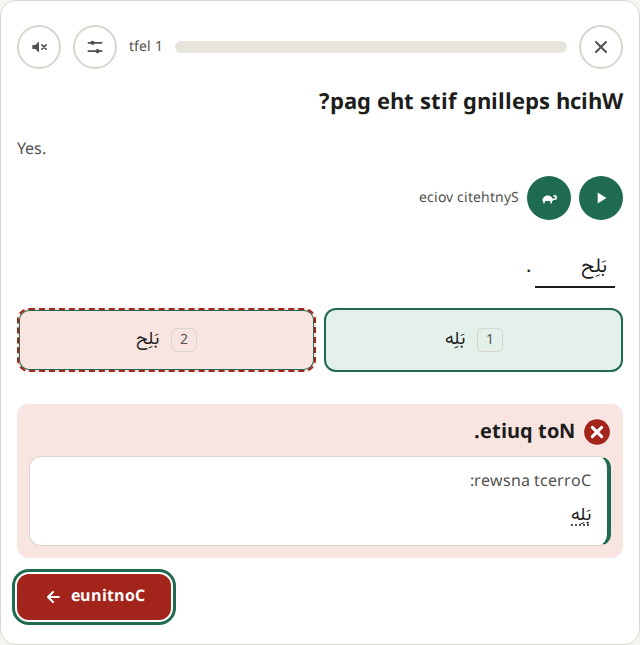 tfel 1
?pag eht stif gnilleps hcihW
Yes.
eciov citehtnyS
بَلِح .
1 بَلِه
2 بَلِح
.etiuq toN
:rewsna tcerroC
بَلِه
eunitnoC